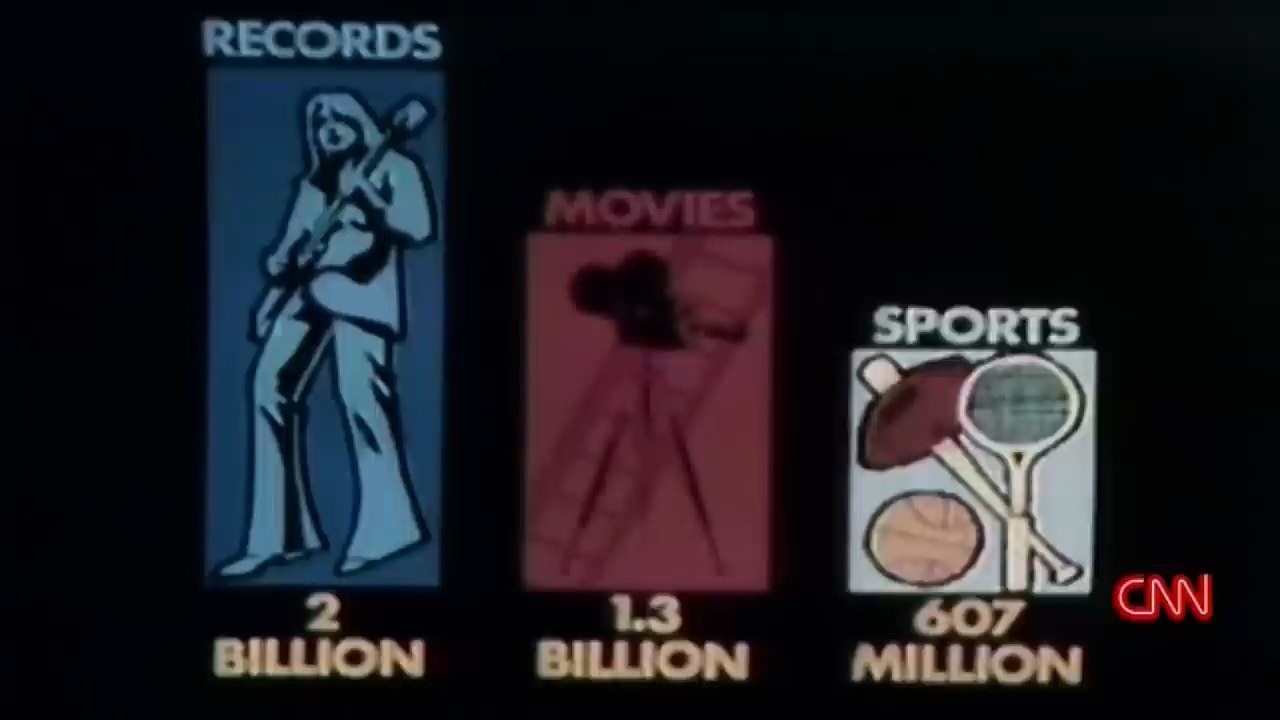 RECORDS
MOVIES
SPORTS
2
BILLION
1.3
BILLION
607
MILLION
CNN